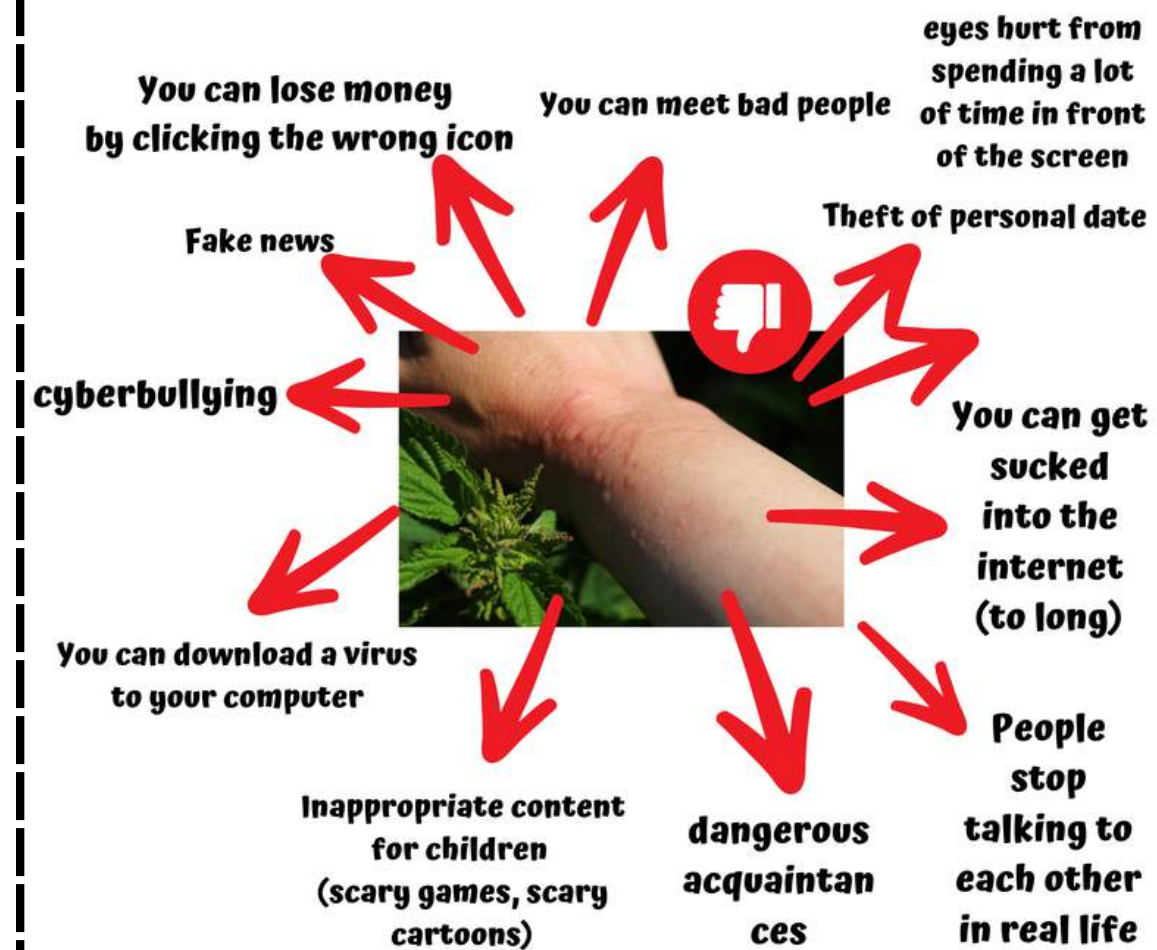 You can lose money
by clicking the wrong icon
You can meet bad people
eyes hurt from
spending a lot
of time in front
of the screen
Theft of personal date
Fake news
cyberbullying
You can get
sucked
into the
internet
(to long)
You can download a virus
to your computer
Inappropriate content
for children
(scary games, scary
cartoons)
dangerous
acquaintan
ces
People
stop
talking to
each other
in real life